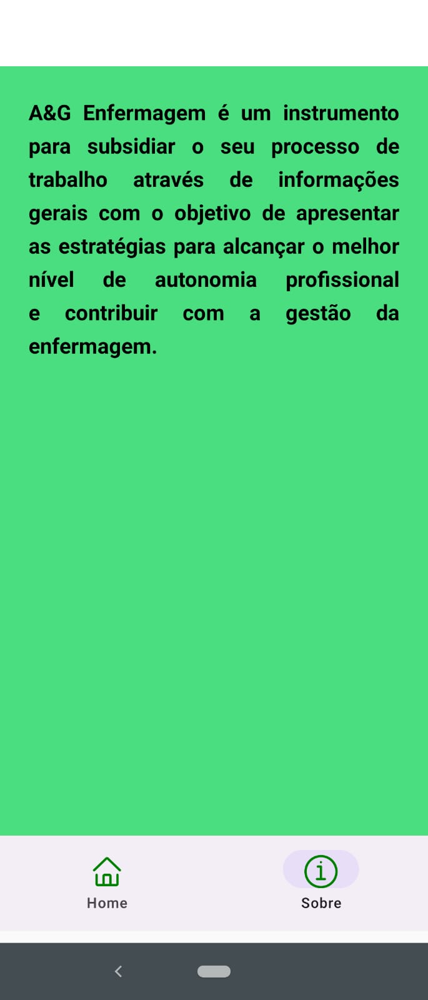 A&G Enfermagem é um instrumento
para subsidiar o seu processo de
trabalho através de informações
gerais com o objetivo de apresentar
as estratégias para alcançar o melhor
nível de autonomia profissional
e contribuir com a gestão da
enfermagem.
Home
Sobre